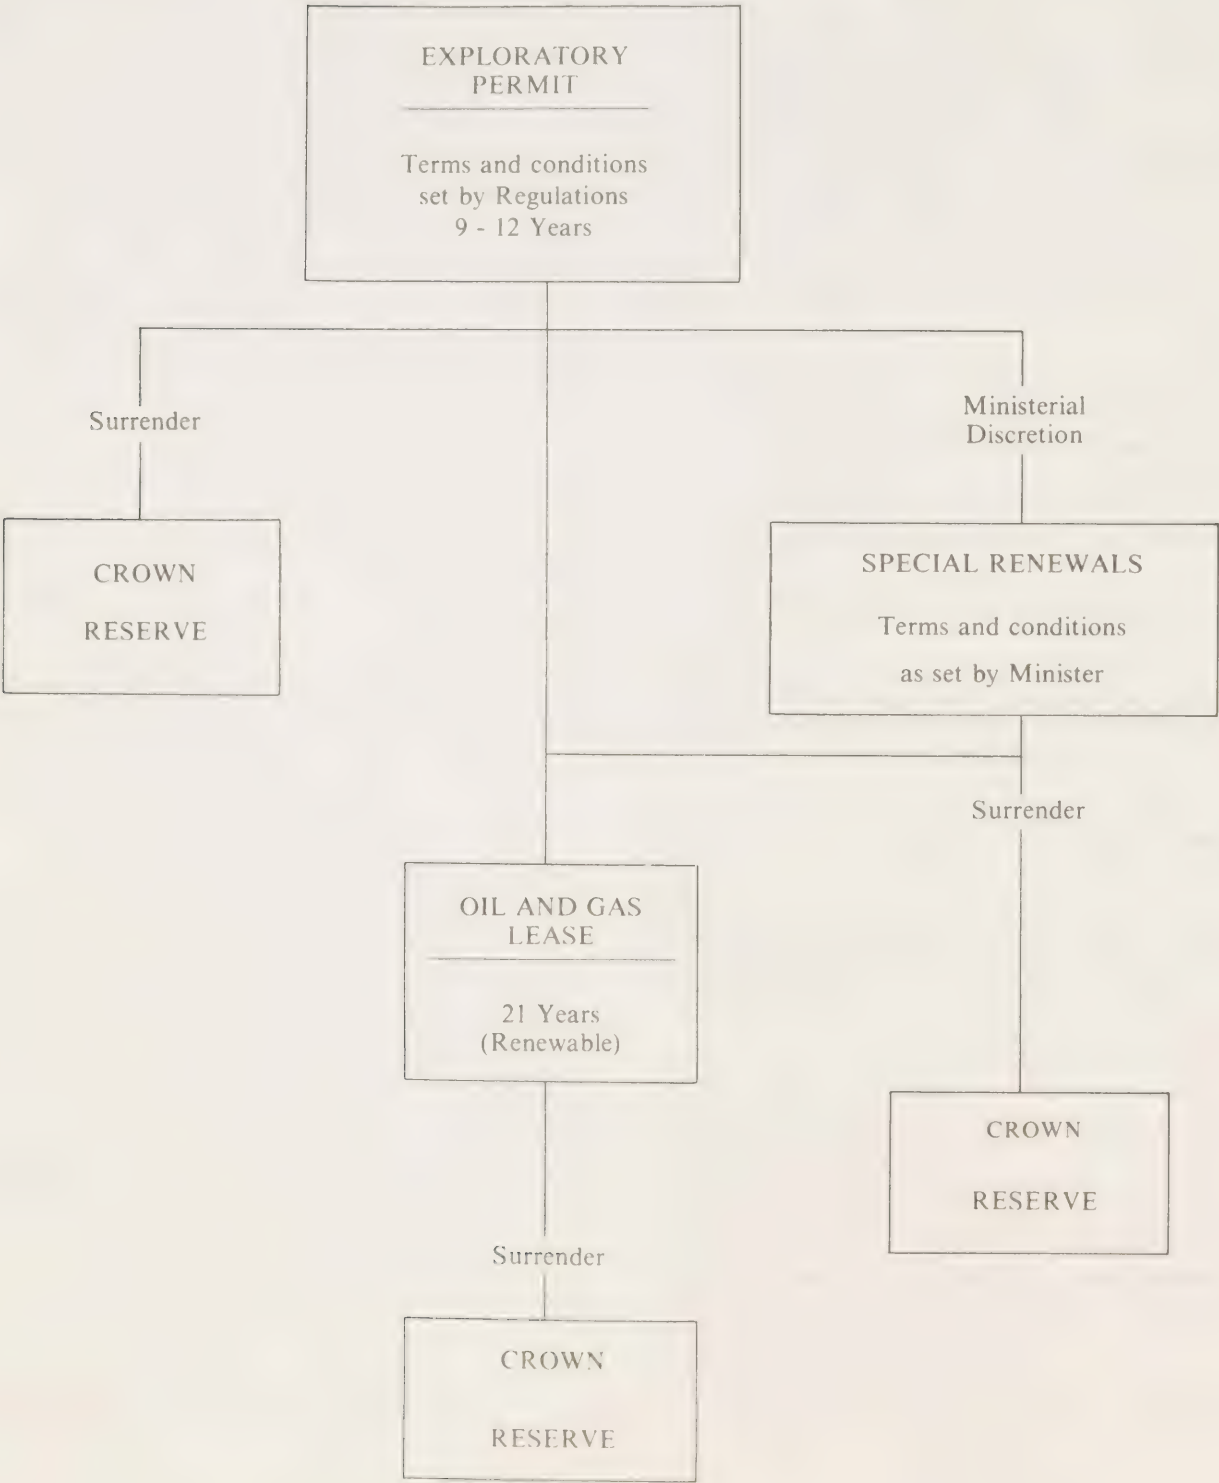 EXPLORATORY
PERMIT
Terms and conditions
set by Regulations
9 - 12 Years
Surrender
Ministerial
Discretion
CROWN
RESERVE
SPECIAL RENEWALS
Terms and conditions
as set by Minister
Surrender
OIL AND GAS
LEASE
21 Years
(Renewable)
CROWN
RESERVE
Surrender
CROWN
RESERVE